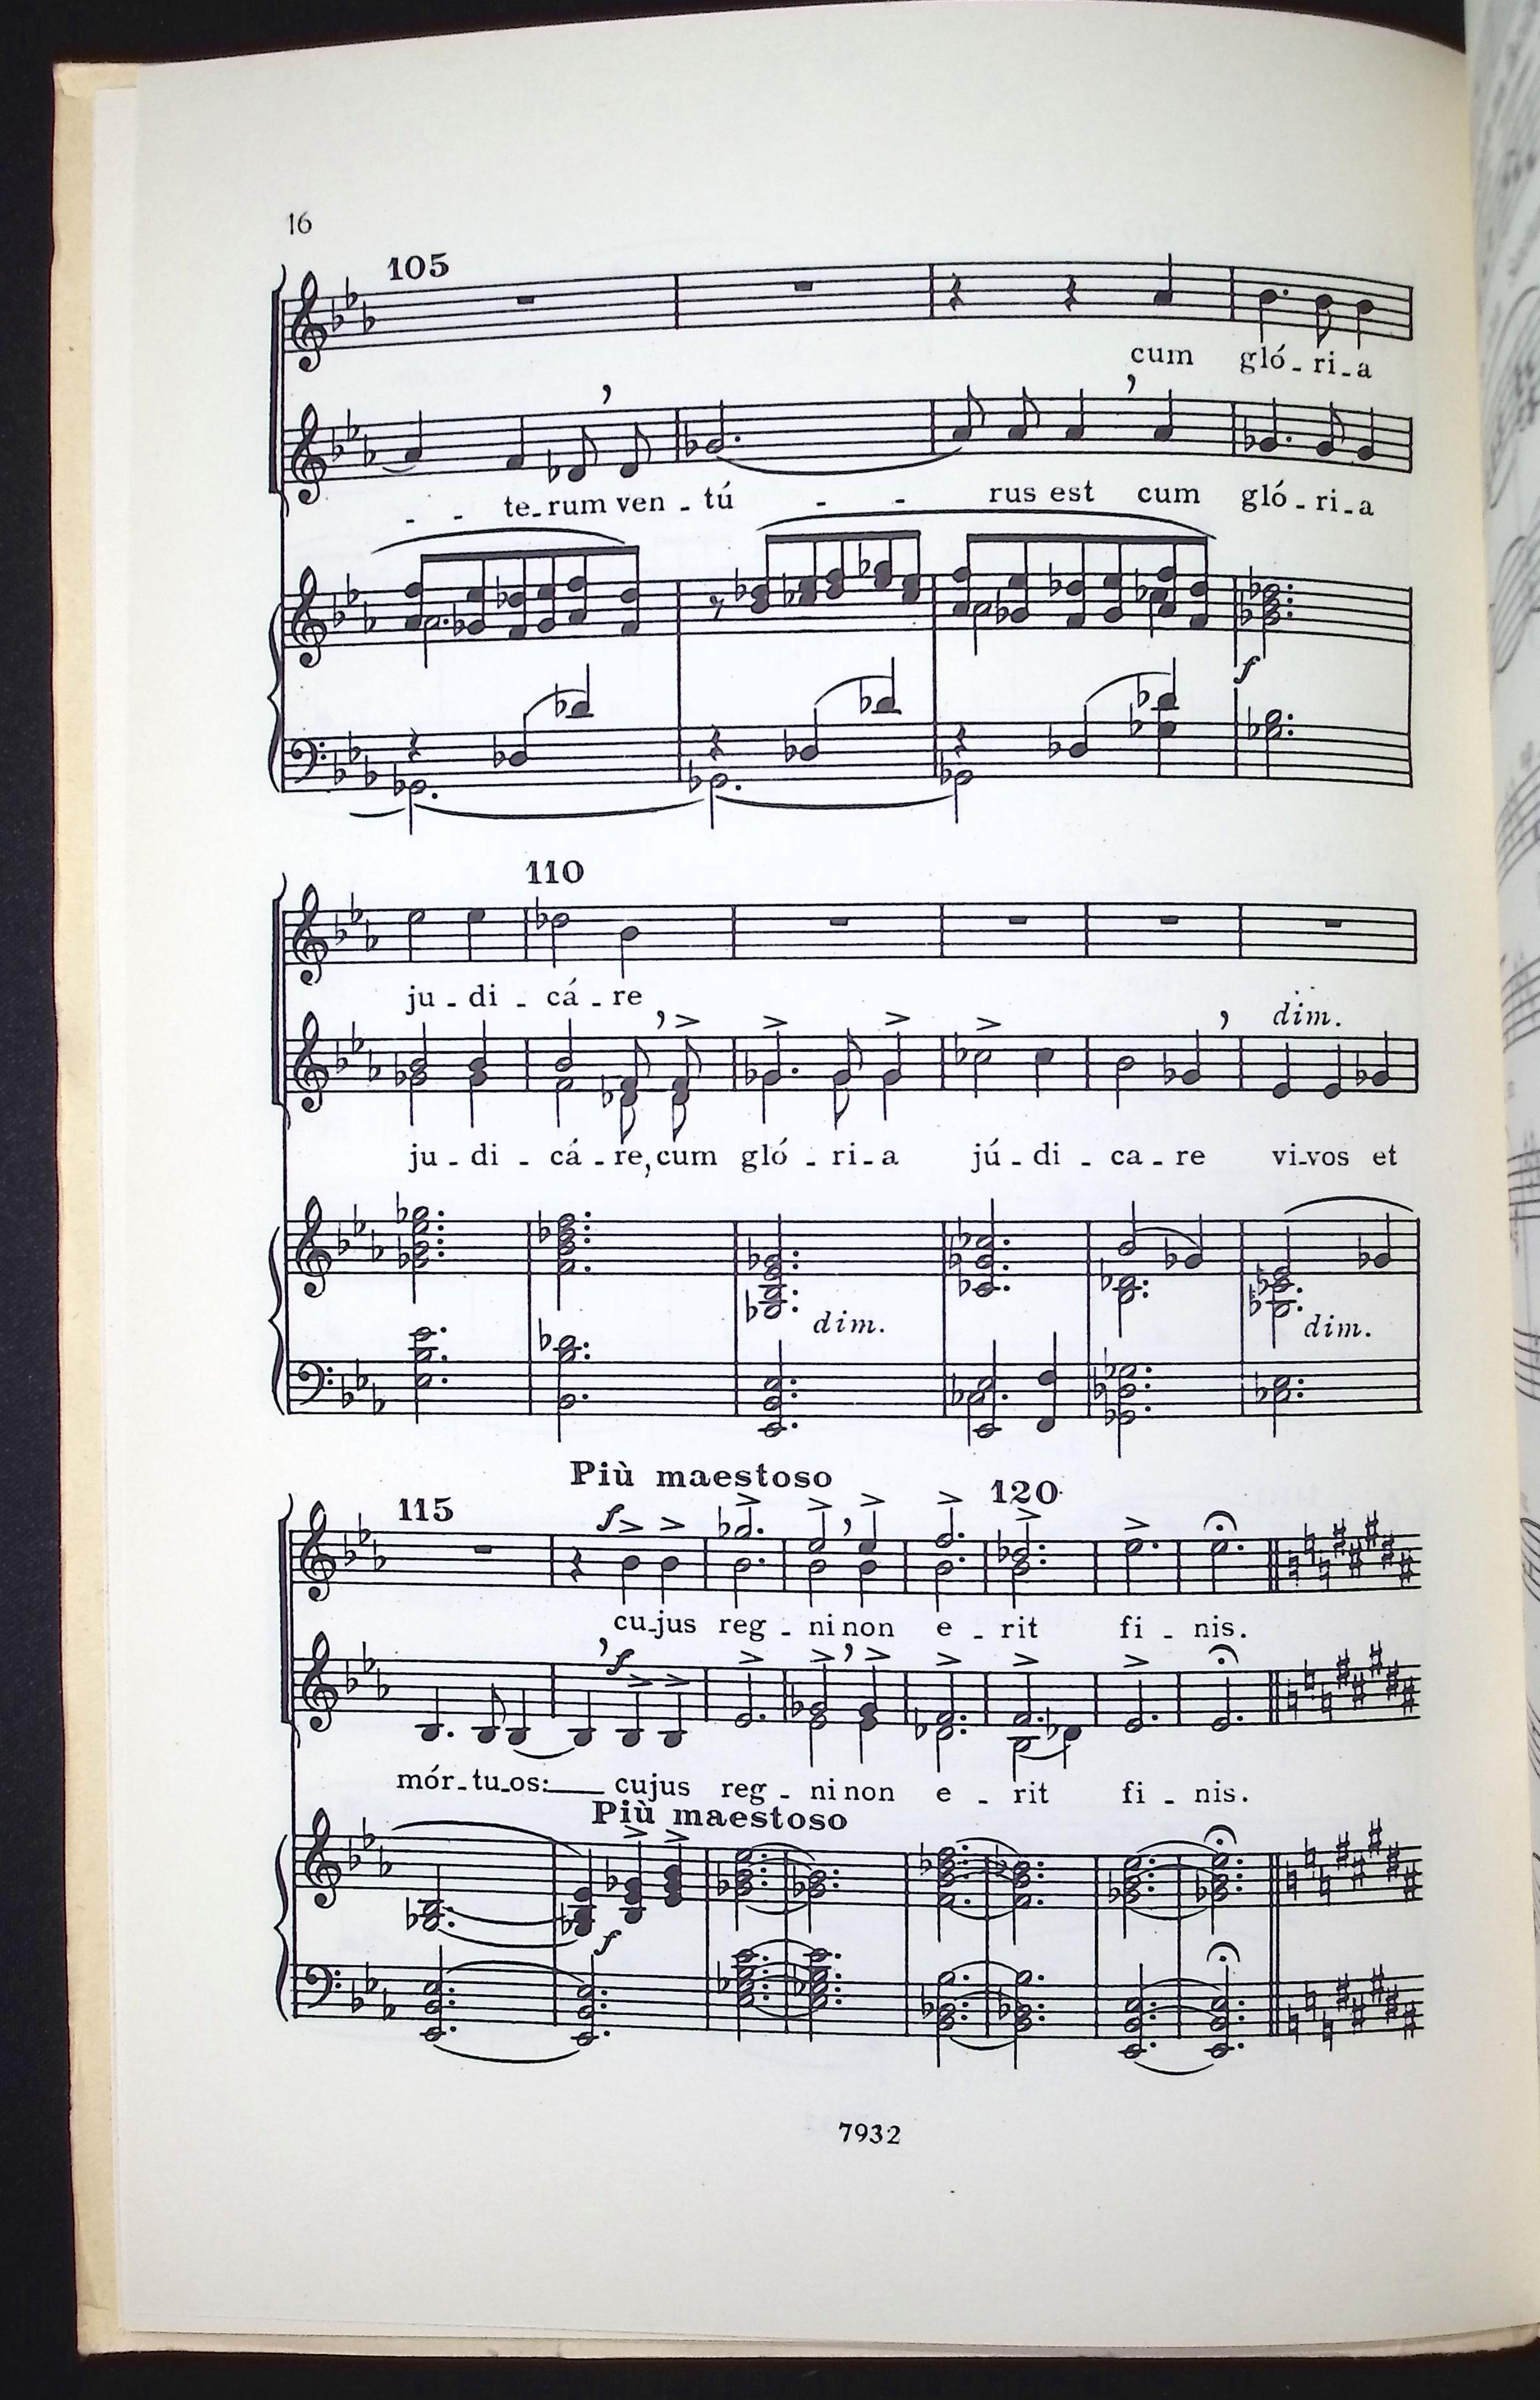 16
105
cum gló - ri - a
- - te - rum ven - tú - - rus est cum gló - ri - a
f
110
ju - di - cá - re
dim.
ju - di - cá - re, cum gló - ri - a jú - di - ca - re vi - vos et
dim.
dim.
Più maestoso
115
120
f
cu - jus reg - ni non e - rit fi - nis.
f
mór - tu - os: cujus reg - ni non e - rit fi - nis.
Più maestoso
f
7932